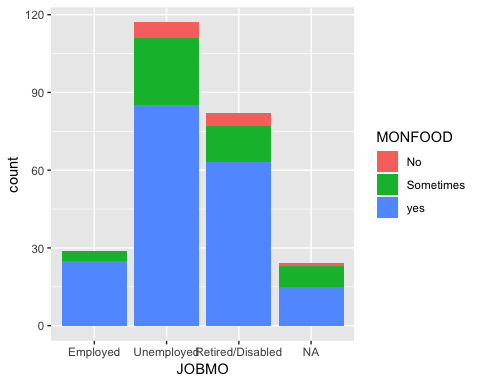 120
90
60
30
0
count
Employed Unemployed Retired/Disabled NA
JOBMO
MONFOOD
No
Sometimes
yes